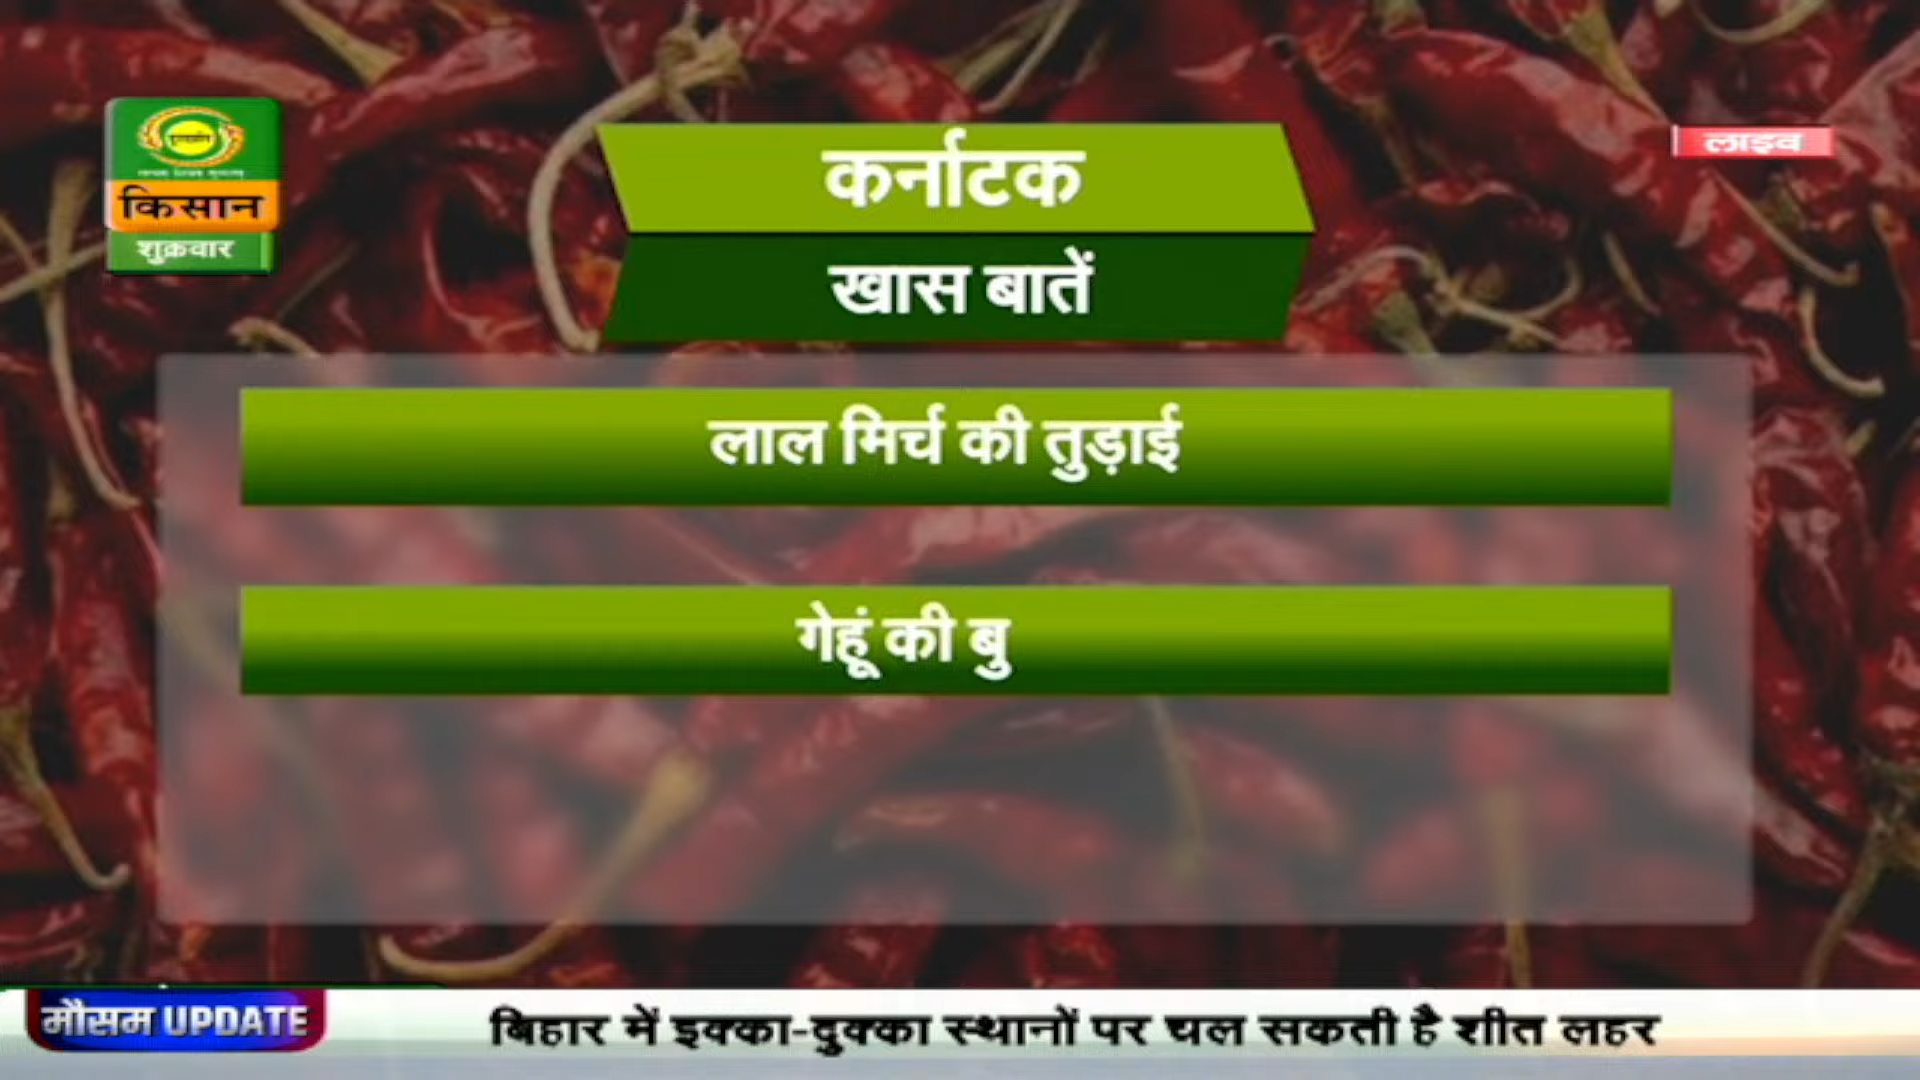 किसान
शुक्रवार
लाइव
कर्नाटक
खास बातें
लाल मिर्च की तुड़ाई
गेहूं की बु
मौसम UPDATE
बिहार में इक्का-दुक्का स्थानों पर चल सकती है शीत लहर